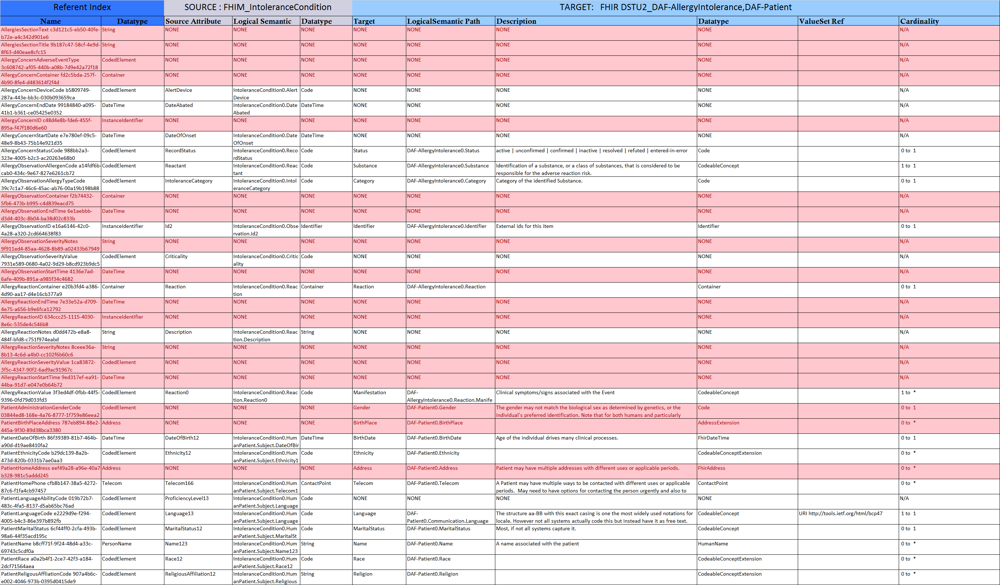 Referent Index SOURCE : FHIM_IntoleranceCondition TARGET: FHIR DSTU2_DAF-AllergyIntolerance,DAF-Patient
Name Datatype Source Attribute Logical Semantic Datatype Target LogicalSemantic Path Description Datatype ValueSet Ref Cardinality
AllergiesSectionText c3d121c5-eb50-40fe- String NONE NONE NONE NONE NONE NONE NONE N/A
b72e-a4c342d901e6
AllergiesSectionTitle 9b187c47-58cf-4e9d- String NONE NONE NONE NONE NONE NONE NONE N/A
8f63-d40eae8cfc15
AllergyConcernAdverseEventType CodedElement NONE NONE NONE NONE NONE NONE NONE N/A
3c608742-af05-440b-a08b-7d9e42a72f18
AllergyConcernContainer fd2c5bda-257f- Container NONE NONE NONE NONE NONE NONE NONE N/A
4b90-8fe4-d483614f2f4d
AllergyConcernDeviceCode b5809749- CodedElement AlertDevice IntoleranceCondition0.Alert Code NONE NONE NONE NONE N/A
287a-443e-bb3c-030b093659ca Device
AllergyConcernEndDate 99184840-a095- DateTime DateAbated IntoleranceCondition0.Date DateTime NONE NONE NONE NONE N/A
41b1-b361-ce05425e0352 Abated
AllergyConcernID c48d4e8b-fde6-455f- InstanceIdentifier NONE NONE NONE NONE NONE NONE NONE N/A
895a-f47f180d6e60
AllergyConcernStartDate e7e780ef-09c5- DateTime DateOfOnset IntoleranceCondition0.Date DateTime NONE NONE NONE NONE N/A
48e9-8b43-75b14e921d35 OfOnset
AllergyConcernStatusCode 988bb2a3- CodedElement RecordStatus IntoleranceCondition0.Reco Code Status DAF-AllergyIntolerance0.Status active | unconfirmed | confirmed | inactive | resolved | refuted | entered-in-error Code 0 to 1
323e-4005-b2c3-ac20263e68b0 rdStatus
AllergyObservationAllergenCode a14fdf6b- CodedElement Reactant IntoleranceCondition0.Reac Code Substance DAF-AllergyIntolerance0.Substance Identification of a substance, or a class of substances, that is considered to be CodeableConcept 1 to 1
cab0-434c-9e67-827e6261cb72 tant responsible for the adverse reaction risk.
AllergyObservationAllergyTypeCode CodedElement IntoleranceCategory IntoleranceCondition0.Intol Code Category DAF-AllergyIntolerance0.Category Category of the identified Substance. Code 0 to 1
39c7c1a7-46c6-45ac-ab76-00a19b198b88 eranceCategory
AllergyObservationContainer f2b74432- Container NONE NONE NONE NONE NONE NONE NONE N/A
5fb6-473b-b995-c4d839eacd75
AllergyObservationEndTime 6e1aebbb- DateTime NONE NONE NONE NONE NONE NONE NONE N/A
d3d4-403c-8b04-ba38d02c833b
AllergyObservationID e16a6146-42c0- InstanceIdentifier Id2 IntoleranceCondition0.Obse Identifier Identifier DAF-AllergyIntolerance0.Identifier External ids for this item Identifier 0 to 1
4a28-a320-2cd664638f83 rvation.Id2
AllergyObservationSeverityNotes String NONE NONE NONE NONE NONE NONE NONE N/A
9f911ed4-85aa-4628-8b89-a02433b67949
AllergyObservationSeverityValue CodedElement Criticality IntoleranceCondition0.Critic Code NONE NONE NONE NONE N/A
7931e589-0680-4a02-9d29-b8cd923b9dc5 ality
AllergyObservationStartTime 4136e7ad- DateTime NONE NONE NONE NONE NONE NONE NONE N/A
6afe-409b-891a-a985f34c4682
AllergyReactionContainer e20b3fd4-a386- Container Reaction IntoleranceCondition0.Reac Container Reaction DAF-AllergyIntolerance0.Reaction Container 0 to 1
4d90-aa17-d4e16cb377a9 tion
AllergyReactionEndTime 7e33e52a-d709- DateTime NONE NONE NONE NONE NONE NONE NONE N/A
4e75-a656-b9e6fca12792
AllergyReactionID 634ccc25-1115-4030- InstanceIdentifier NONE NONE NONE NONE NONE NONE NONE N/A
8e6c-535de4c546b8
AllergyReactionNotes d0dd472b-e8a8- String Description IntoleranceCondition0.Reac String NONE NONE NONE NONE N/A
484f-bfd8-c751f974eabd tion.Description
AllergyReactionSeverityNotes 8ceee36a- String NONE NONE NONE NONE NONE NONE NONE N/A
8b13-4c6d-a4b0-cc102f6b60c6
AllergyReactionSeverityValue 1ca83872- CodedElement NONE NONE NONE NONE NONE NONE NONE N/A
3f5c-4347-90f2-6ad9ac91967c
AllergyReactionStartTime 9ed317ef-ea91- DateTime NONE NONE NONE NONE NONE NONE NONE N/A
44ba-91d7-e047e0b64b72
AllergyReactionValue 3f3ed4df-0fbb-44f5- CodedElement Reaction0 IntoleranceCondition0.Reac Code Manifestation DAF- Clinical symptoms/signs associated with the Event CodeableConcept 1 to *
9396-0fd79d033fd3 tion.Reaction0 AllergyIntolerance0.Reaction.Manife
PatientAdministrationGenderCode CodedElement NONE NONE NONE Gender DAF-Patient0.Gender The gender may not match the biological sex as determined by genetics, or the Code 0 to 1
03844ed8-168e-4a76-8777-1f759e86eea2 individual's preferred identification. Note that for both humans and particularly
PatientBirthPlaceAddress 787eb894-88e2- Address NONE NONE NONE BirthPlace DAF-Patient0.BirthPlace AddressExtension 0 to *
445a-9f30-89d38bca3380
PatientDateOfBirth 86f39389-81b7-464b- DateTime DateOfBirth12 IntoleranceCondition0.Hum DateTime BirthDate DAF-Patient0.BirthDate Age of the individual drives many clinical processes. FhirDateTime 0 to 1
a90d-d19ae8410fa2 anPatient.Subject.DateOfBir
PatientEthnicityCode b29dc139-8a2b- CodedElement Ethnicity12 IntoleranceCondition0.Hum Code Ethnicity DAF-Patient0.Ethnicity CodeableConceptExtension 0 to *
473d-820b-0331b7ae0aa3 anPatient.Subject.Ethnicity1
PatientHomeAddress eef49a28-a96e-40a7- Address NONE NONE NONE Address DAF-Patient0.Address Patient may have multiple addresses with different uses or applicable periods. FhirAddress 0 to *
b328-981c5addd245
PatientHomePhone cfb8b147-38a5-4272- Telecom Telecom166 IntoleranceCondition0.Hum ContactPoint Telecom DAF-Patient0.Telecom A Patient may have multiple ways to be contacted with different uses or applicable ContactPoint 0 to *
87c6-f1fa4cb97457 anPatient.Subject.Telecom1 periods. May need to have options for contacting the person urgently and also to
PatientLanguageAbilityCode 019b72b7- CodedElement ProficiencyLevel13 IntoleranceCondition0.Hum Code NONE NONE NONE NONE N/A
483c-4fa5-8137-d5ab65bc76ad anPatient.Subject.Language
PatientLanguageCode e2229d9e-f294- CodedElement Language13 IntoleranceCondition0.Hum Code Language DAF- The structure aa-BB with this exact casing is one the most widely used notations for CodeableConcept URI http://tools.ietf.org/html/bcp47 1 to 1
4005-b4c3-86e397b892fb anPatient.Subject.Language Patient0.Communication.Language locale. However not all systems actually code this but instead have it as free text.
PatientMaritalStatus 6cf44ff0-2cfa-493b- CodedElement MaritalStatus12 IntoleranceCondition0.Hum Code MaritalStatus DAF-Patient0.MaritalStatus Most, if not all systems capture it. CodeableConcept 0 to 1
98a6-44f35acd195c anPatient.Subject.MaritalSt
PatientName b8cff71f-9f24-48d4-a33c- PersonName Name123 IntoleranceCondition0.Hum String Name DAF-Patient0.Name A name associated with the patient HumanName 0 to *
69743c5cdf0a anPatient.Subject.Name123
PatientRace a0a2b4f1-2ce7-42f3-a184- CodedElement Race12 IntoleranceCondition0.Hum Code Race DAF-Patient0.Race CodeableConceptExtension 0 to *
2dcf71564aea anPatient.Subject.Race12
PatientReligousAffliationCode 907a4b6c- CodedElement ReligiousAffiliation12 IntoleranceCondition0.Hum String Religion DAF-Patient0.Religion CodeableConceptExtension 0 to *
e002-4046-973b-0395d0415de9 anPatient.Subject.Religious